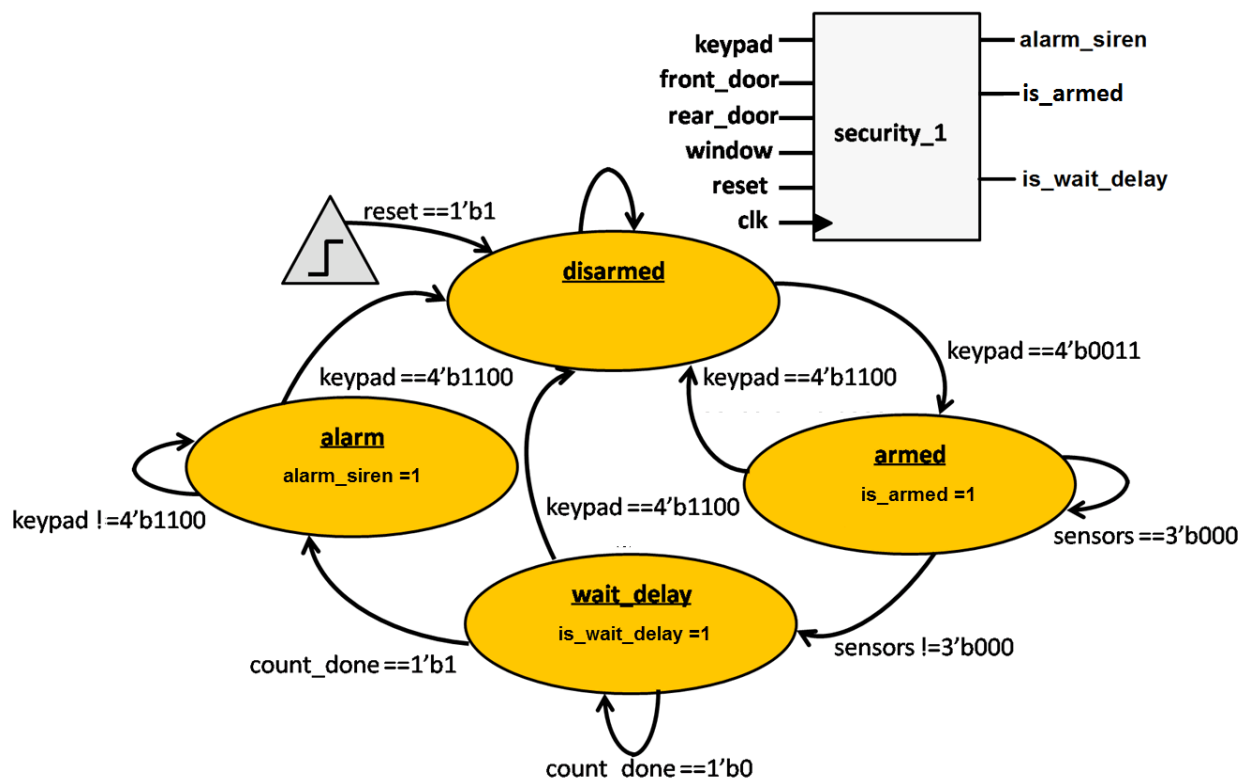 keypad
front_door
rear_door
window
reset
clk
security_1
alarm_siren
is_armed
is_wait_delay
reset ==1'b1
disarmed
keypad ==4'b0011
keypad ==4'b1100
keypad ==4'b1100
alarm
alarm_siren =1
armed
is_armed =1
keypad !=4'b1100
keypad ==4'b1100
sensors ==3'b000
wait_delay
is_wait_delay =1
sensors !=3'b000
count_done ==1'b1
count done ==1'b0